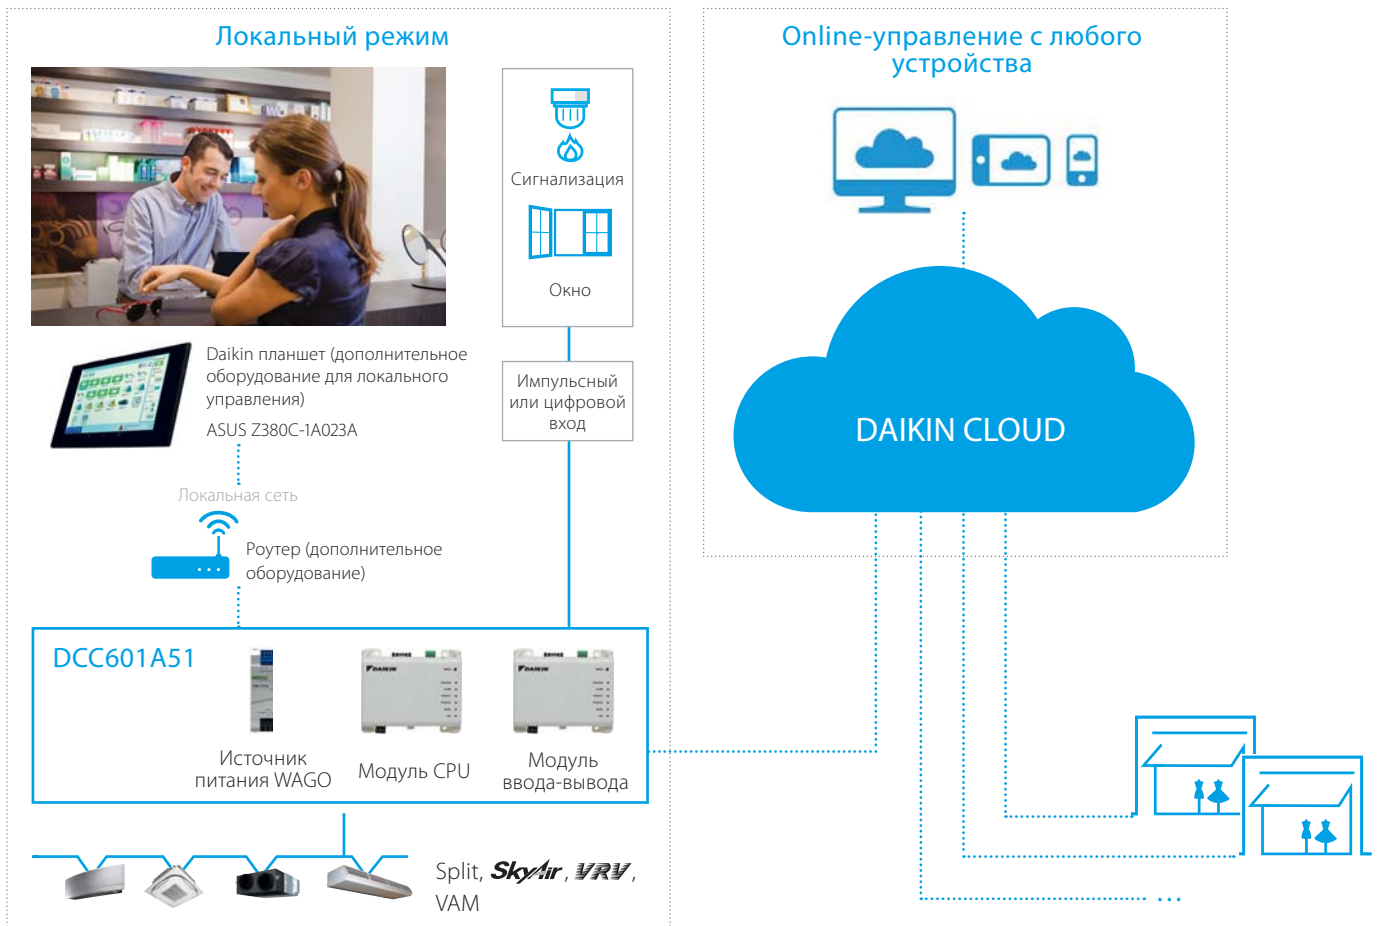 Локальный режим
Сигнализация
Окно
Daikin планшет (дополнительное
оборудование для локального
управления)
ASUS Z380C-1A023A
Импульсный
или цифровой
вход
Локальная сеть
Роутер (дополнительное
оборудование)
DCC601A51
DAIKIN
DAIKIN
Источник
питания WAGO
Модуль CPU
Модуль
ввода-вывода
Split, SkyAir, VRV,
VAM
Online-управление с любого
устройства
DAIKIN CLOUD
...